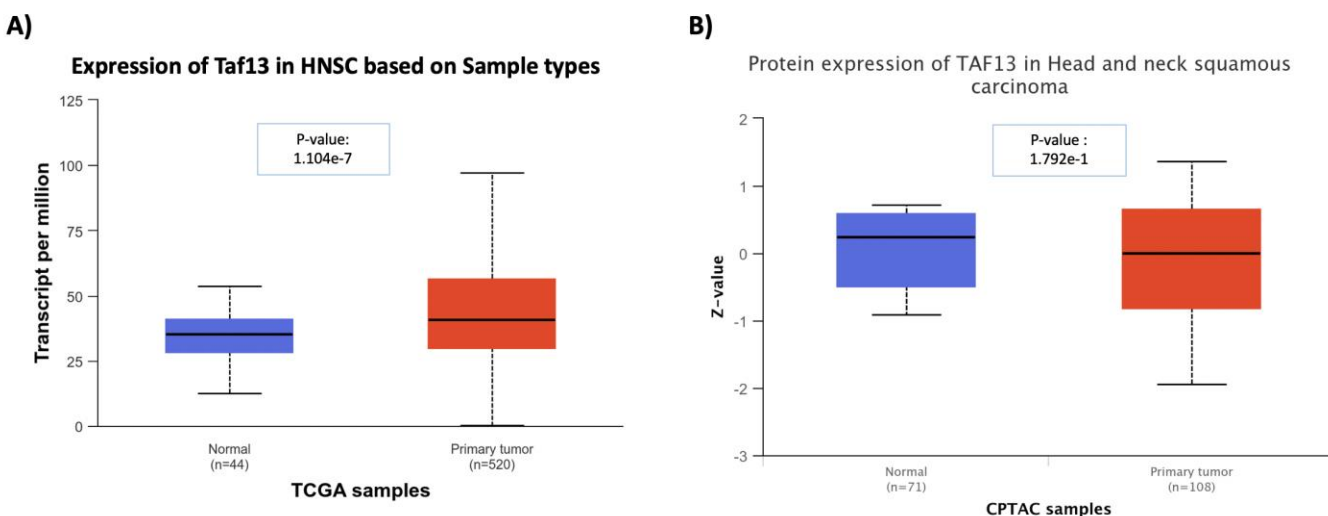 A)
Expression of Taf13 in HNSC based on Sample types
125
100
75
50
25
0
Transcript per million
P-value:
1.104e-7
Normal
(n=44)
Primary tumor
(n=520)
TCGA samples
B)
Protein expression of TAF13 in Head and neck squamous
carcinoma
2
1
0
-1
-2
-3
Z-value
P-value :
1.792e-1
Normal
(n=71)
Primary tumor
(n=108)
CPTAC samples